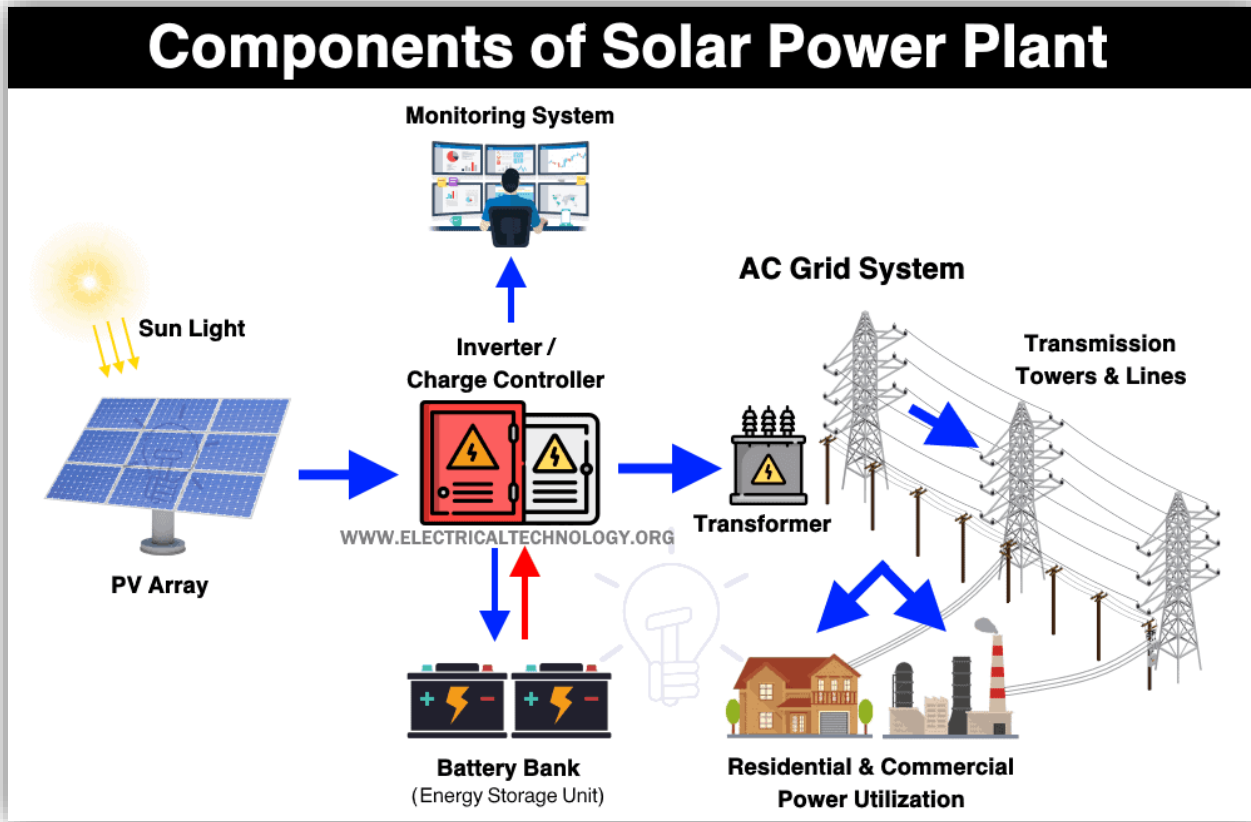 Components of Solar Power Plant
Monitoring System
Sun Light
AC Grid System
Inverter /
Charge Controller
Transmission
Towers & Lines
Transformer
WWW.ELECTRICALTECHNOLOGY.ORG
PV Array
+ - + -
Battery Bank
(Energy Storage Unit)
Residential & Commercial
Power Utilization